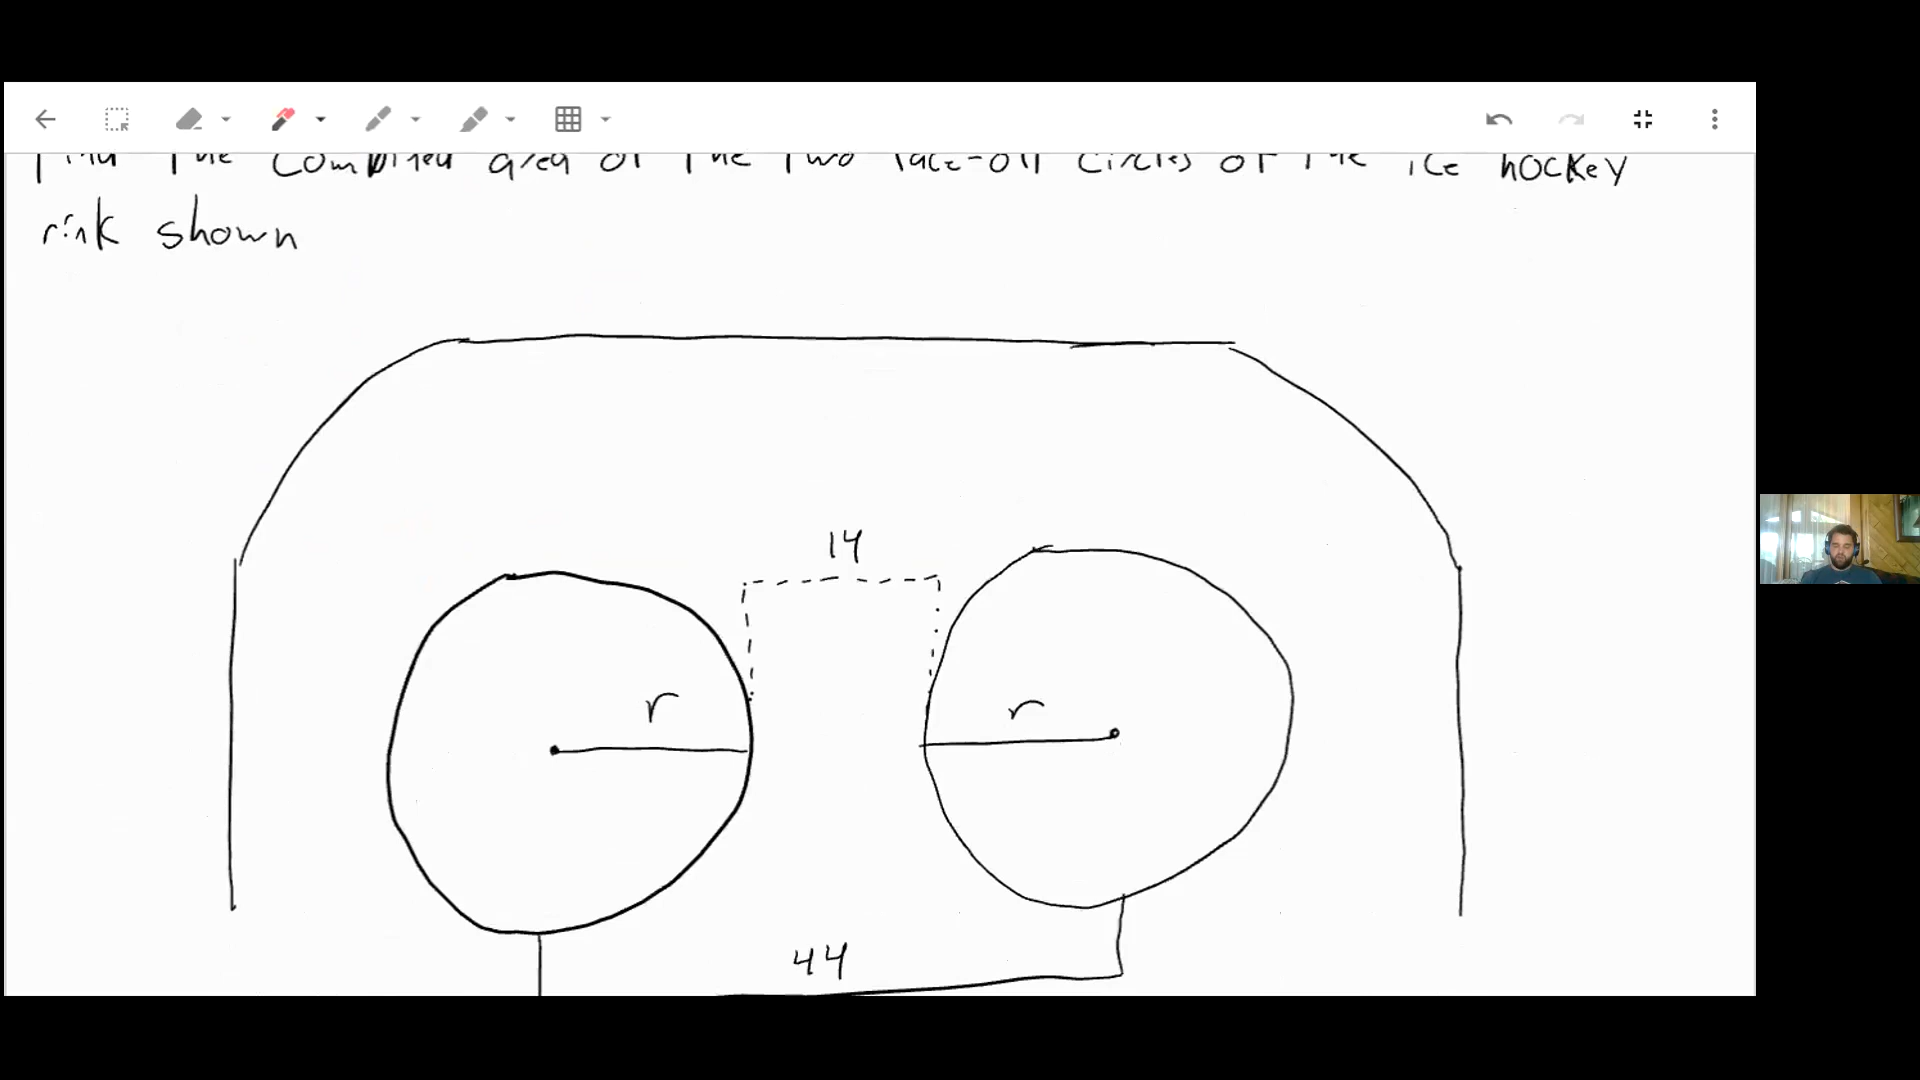 Find the combined area of the two face-off circles of the ice hockey
rink shown
14
r
r
44